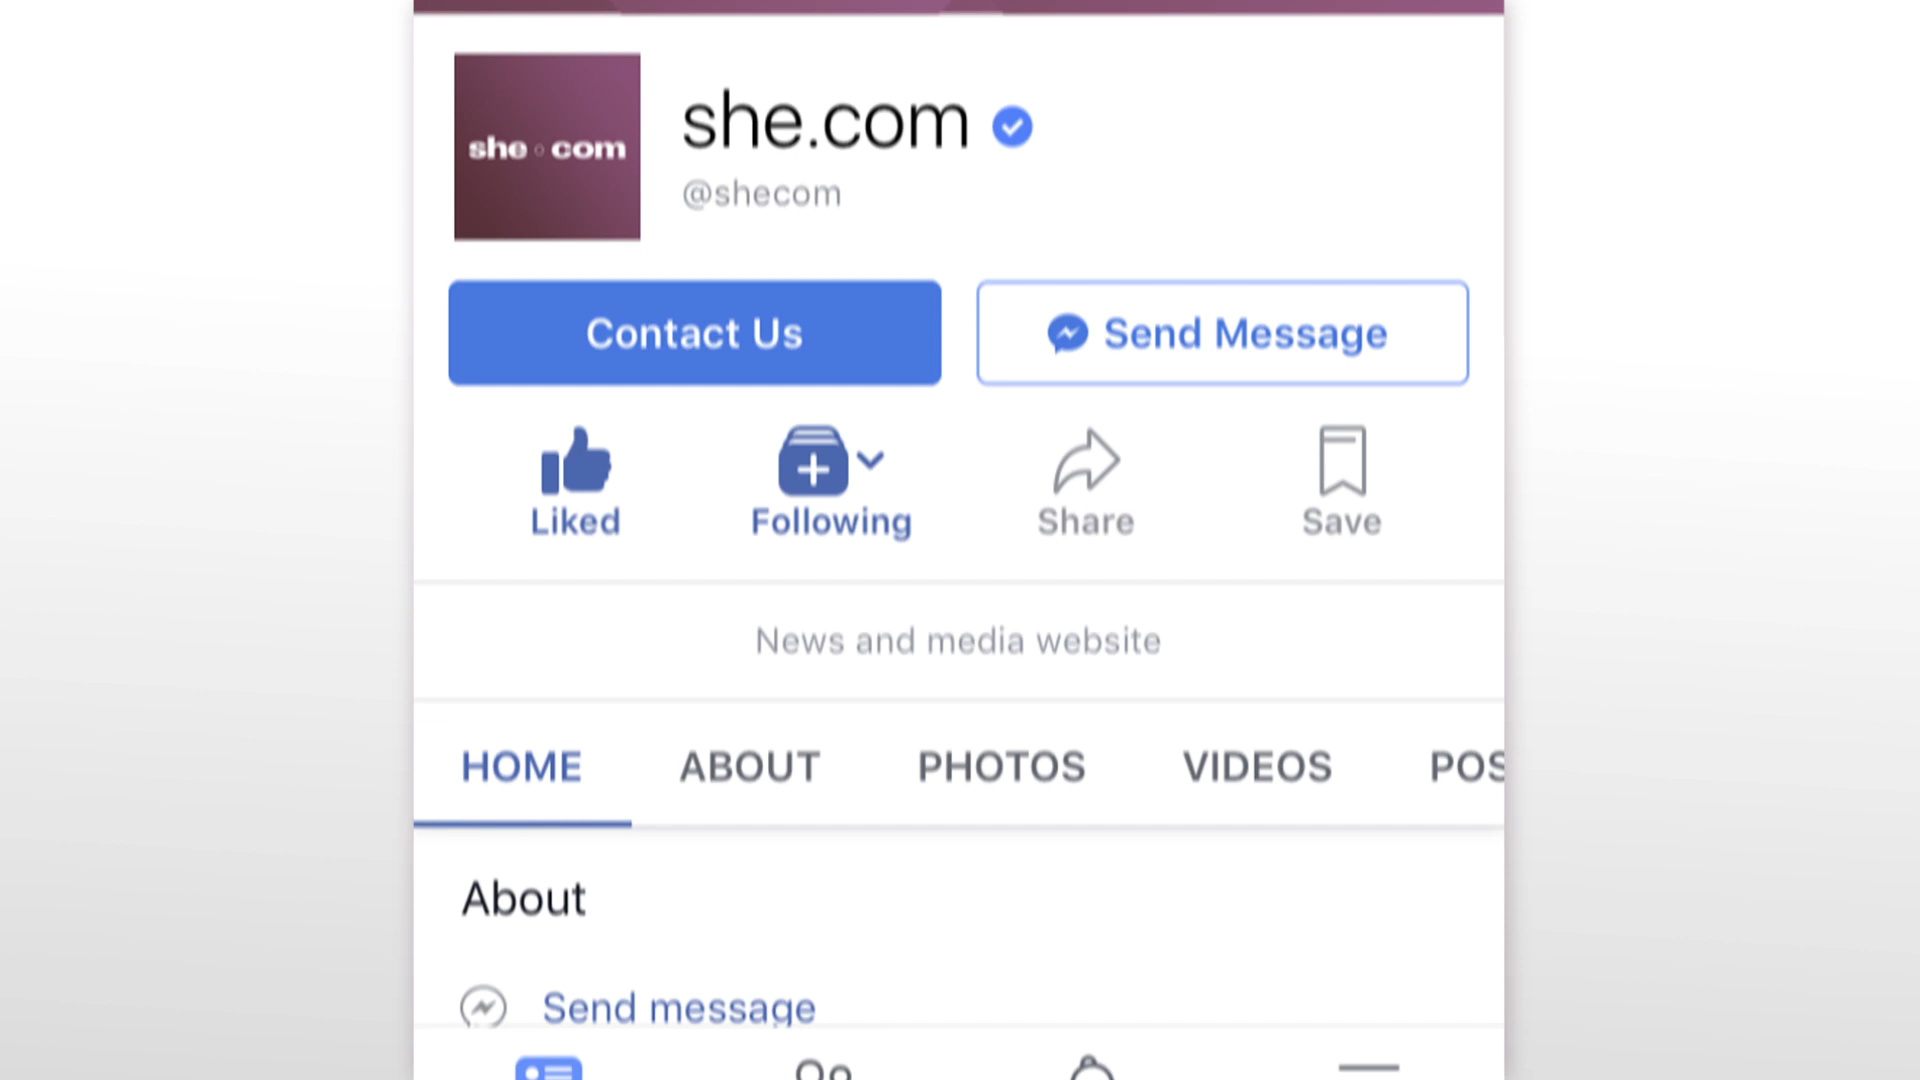 she.com
she com
@shecom
Contact Us
Send Message
Liked
Following
Share
Save
News and media website
HOME
ABOUT
PHOTOS
VIDEOS
POS
About
Send message